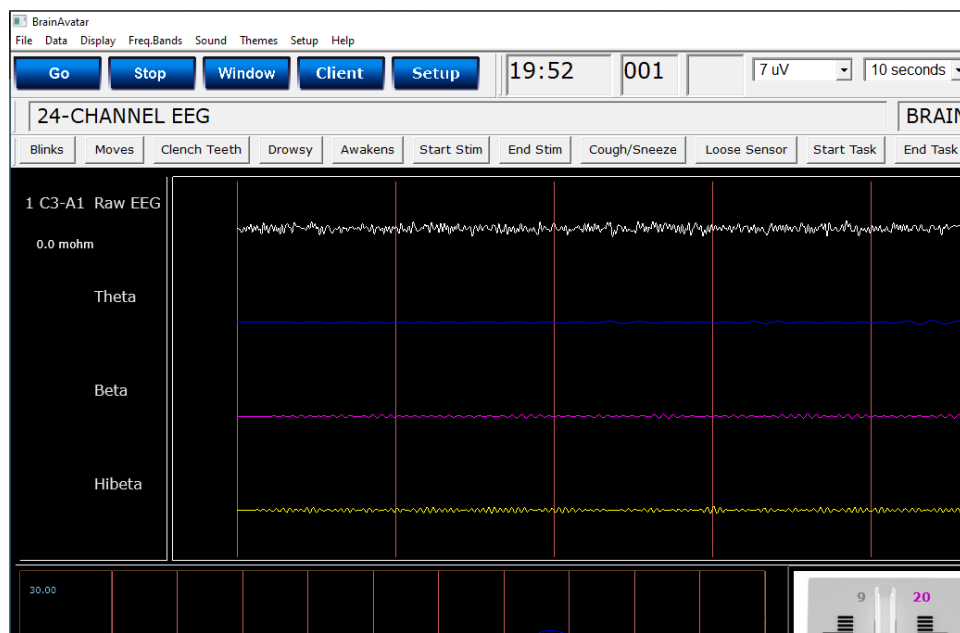 BrainAvatar
File Data Display Freq.Bands Sound Themes Setup Help
Go Stop Window Client Setup 19:52 001 7 uV 10 seconds
24-CHANNEL EEG BRAIN
Blinks Moves Clench Teeth Drowsy Awakens Start Stim End Stim Cough/Sneeze Loose Sensor Start Task End Task
1 C3-A1 Raw EEG
0.0 mohm
Theta
Beta
Hibeta
30.00
9 20